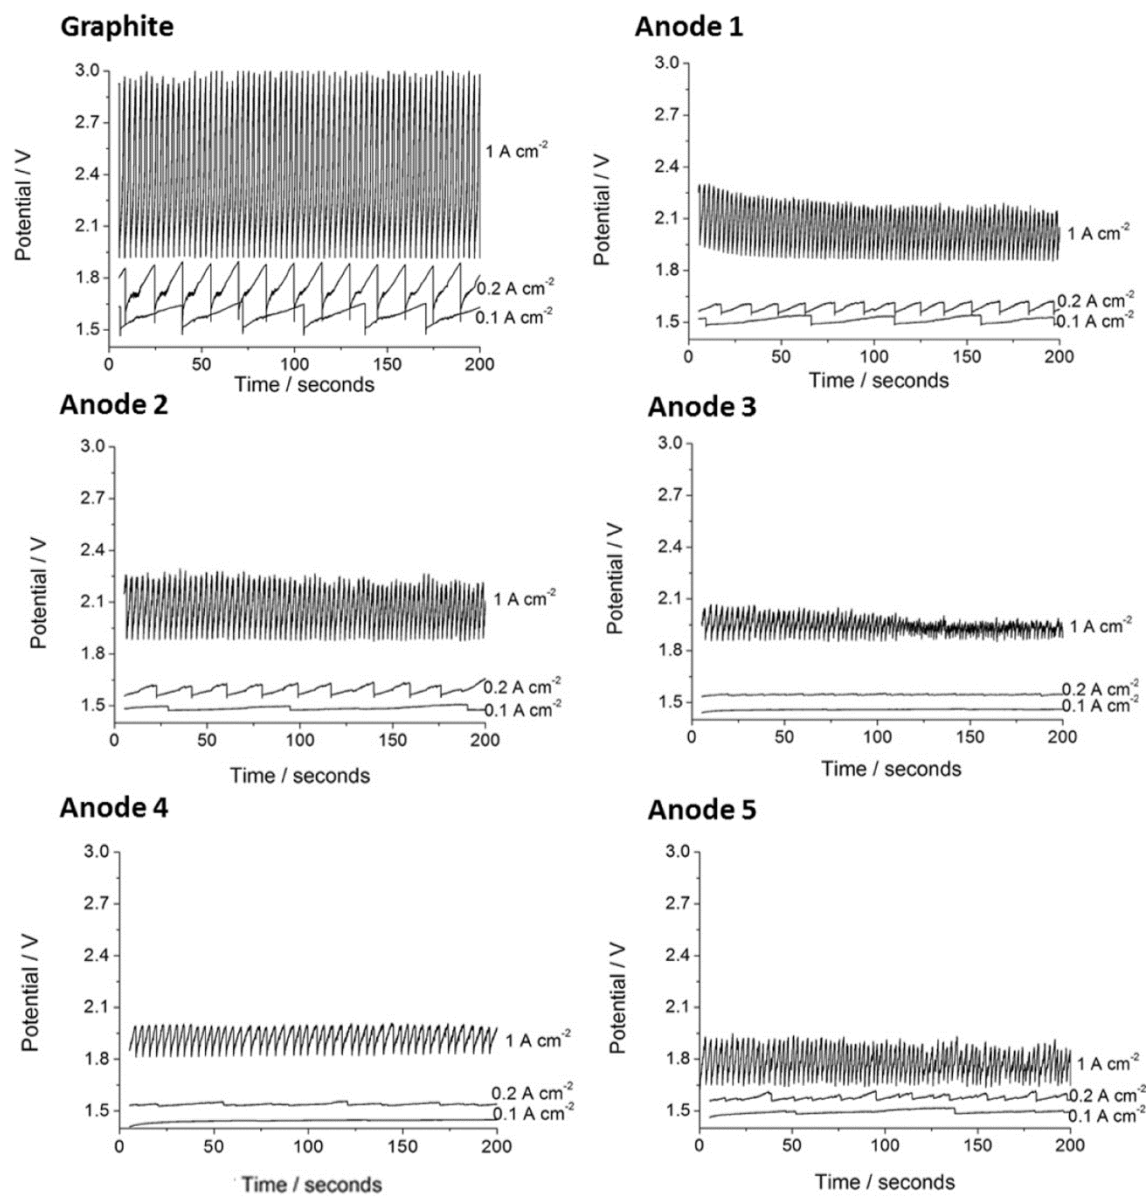 Graphite
3.0
2.7
2.4
2.1
1.8
1.5
Potential / V
1 A cm⁻²
0.2 A cm⁻²
0.1 A cm⁻²
0 50 100 150 200
Time / seconds
Anode 1
3.0
2.7
2.4
2.1
1.8
1.5
Potential / V
1 A cm⁻²
0.2 A cm⁻²
0.1 A cm⁻²
0 50 100 150 200
Time / seconds
Anode 2
3.0
2.7
2.4
2.1
1.8
1.5
Potential / V
1 A cm⁻²
0.2 A cm⁻²
0.1 A cm⁻²
0 50 100 150 200
Time / seconds
Anode 3
3.0
2.7
2.4
2.1
1.8
1.5
Potential / V
1 A cm⁻²
0.2 A cm⁻²
0.1 A cm⁻²
0 50 100 150 200
Time / seconds
Anode 4
3.0
2.7
2.4
2.1
1.8
1.5
Potential / V
1 A cm⁻²
0.2 A cm⁻²
0.1 A cm⁻²
0 50 100 150 200
Time / seconds
Anode 5
3.0
2.7
2.4
2.1
1.8
1.5
Potential / V
1 A cm⁻²
0.2 A cm⁻²
0.1 A cm⁻²
0 50 100 150 200
Time / seconds